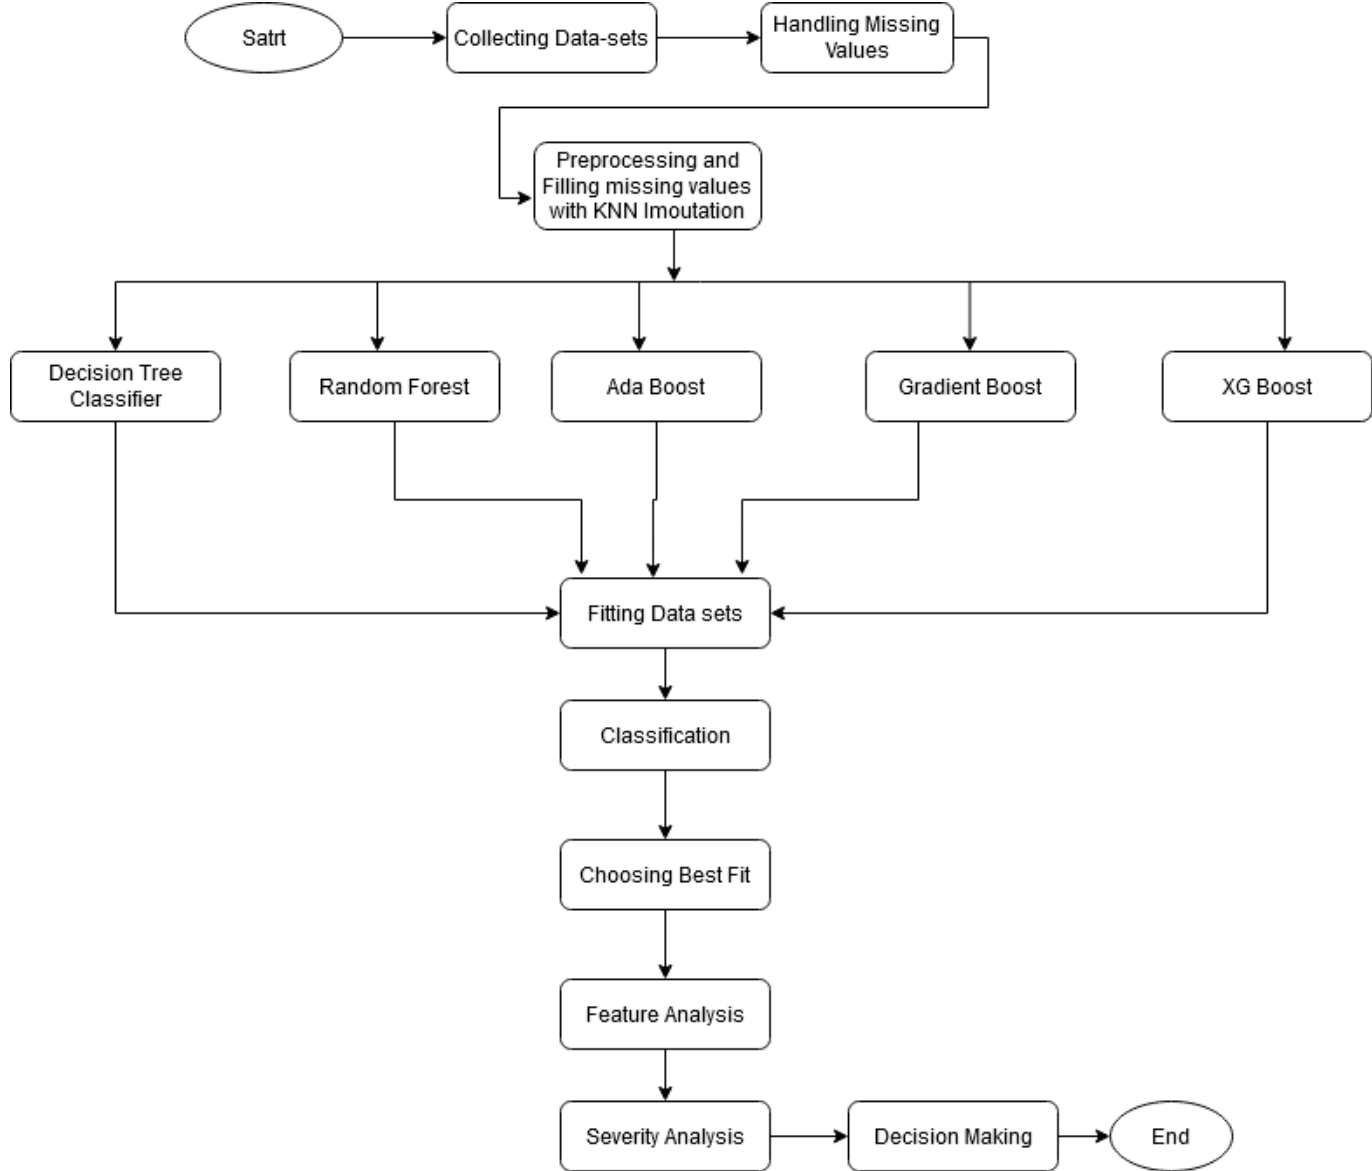 Satrt
Collecting Data-sets
Handling Missing
Values
Preprocessing and
Filling missing values
with KNN Imoutation
Decision Tree
Classifier
Random Forest
Ada Boost
Gradient Boost
XG Boost
Fitting Data sets
Classification
Choosing Best Fit
Feature Analysis
Severity Analysis
Decision Making
End